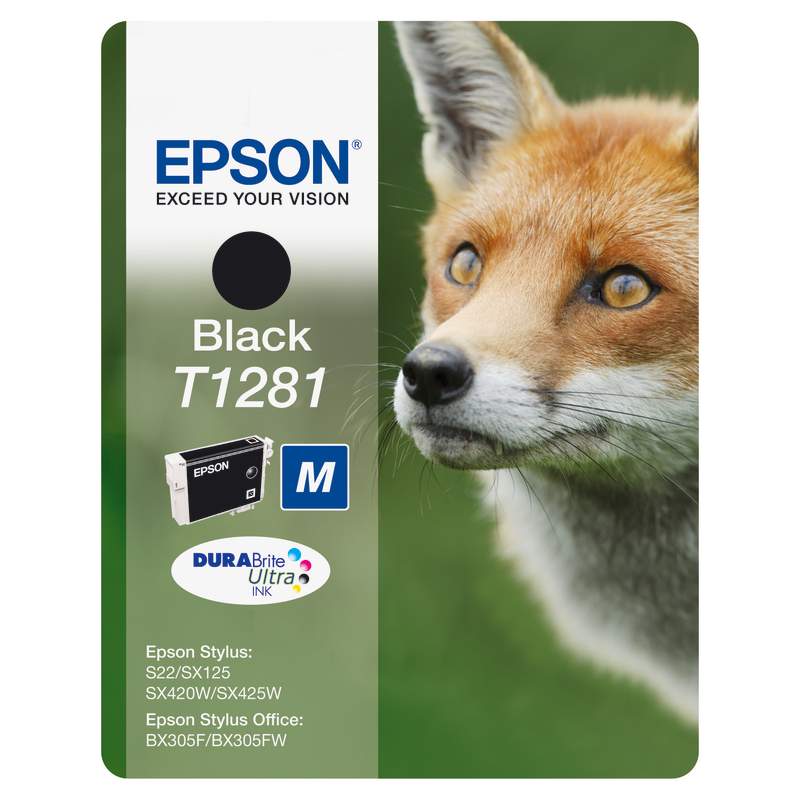 EPSON®
EXCEED YOUR VISION
Black
T1281
EPSON
M
DURABrite
Ultra
INK
Epson Stylus:
S22/SX125
SX420W/SX425W
Epson Stylus Office:
BX305F/BX305FW